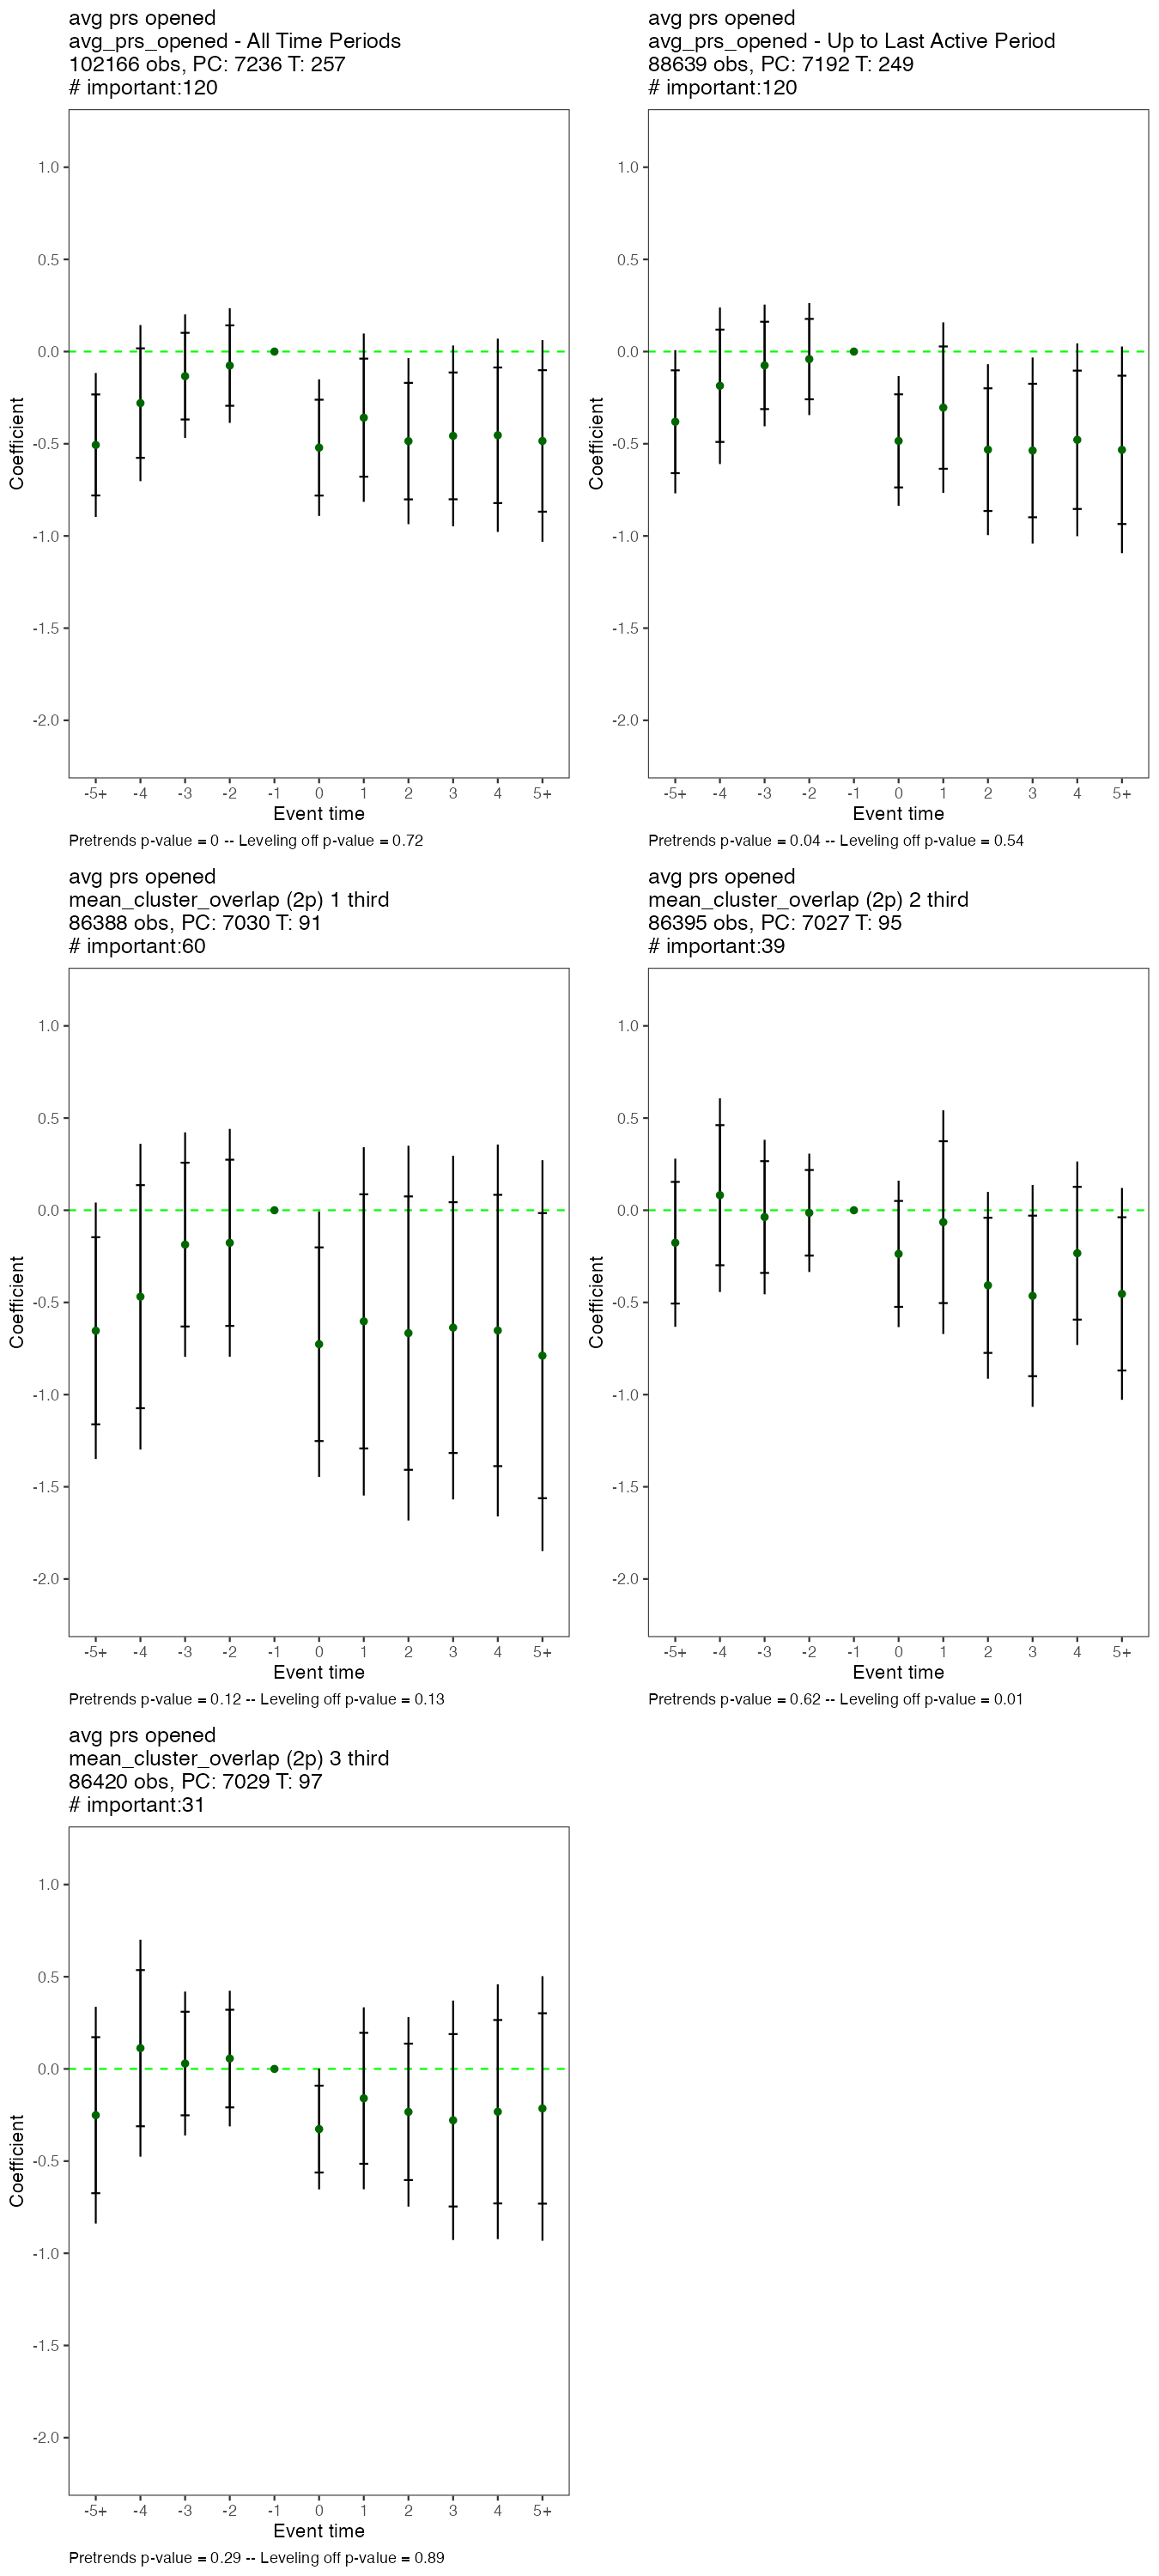 avg prs opened
avg_prs_opened - All Time Periods
102166 obs, PC: 7236 T: 257
# important:120
1.0
0.5
0.0
-0.5
-1.0
-1.5
-2.0
Coefficient
-5+ -4 -3 -2 -1 0 1 2 3 4 5+
Event time
Pretrends p-value = 0 -- Leveling off p-value = 0.72
avg prs opened
avg_prs_opened - Up to Last Active Period
88639 obs, PC: 7192 T: 249
# important:120
1.0
0.5
0.0
-0.5
-1.0
-1.5
-2.0
Coefficient
-5+ -4 -3 -2 -1 0 1 2 3 4 5+
Event time
Pretrends p-value = 0.04 -- Leveling off p-value = 0.54
avg prs opened
mean_cluster_overlap (2p) 1 third
86388 obs, PC: 7030 T: 91
# important:60
1.0
0.5
0.0
-0.5
-1.0
-1.5
-2.0
Coefficient
-5+ -4 -3 -2 -1 0 1 2 3 4 5+
Event time
Pretrends p-value = 0.12 -- Leveling off p-value = 0.13
avg prs opened
mean_cluster_overlap (2p) 2 third
86395 obs, PC: 7027 T: 95
# important:39
1.0
0.5
0.0
-0.5
-1.0
-1.5
-2.0
Coefficient
-5+ -4 -3 -2 -1 0 1 2 3 4 5+
Event time
Pretrends p-value = 0.62 -- Leveling off p-value = 0.01
avg prs opened
mean_cluster_overlap (2p) 3 third
86420 obs, PC: 7029 T: 97
# important:31
1.0
0.5
0.0
-0.5
-1.0
-1.5
-2.0
Coefficient
-5+ -4 -3 -2 -1 0 1 2 3 4 5+
Event time
Pretrends p-value = 0.29 -- Leveling off p-value = 0.89